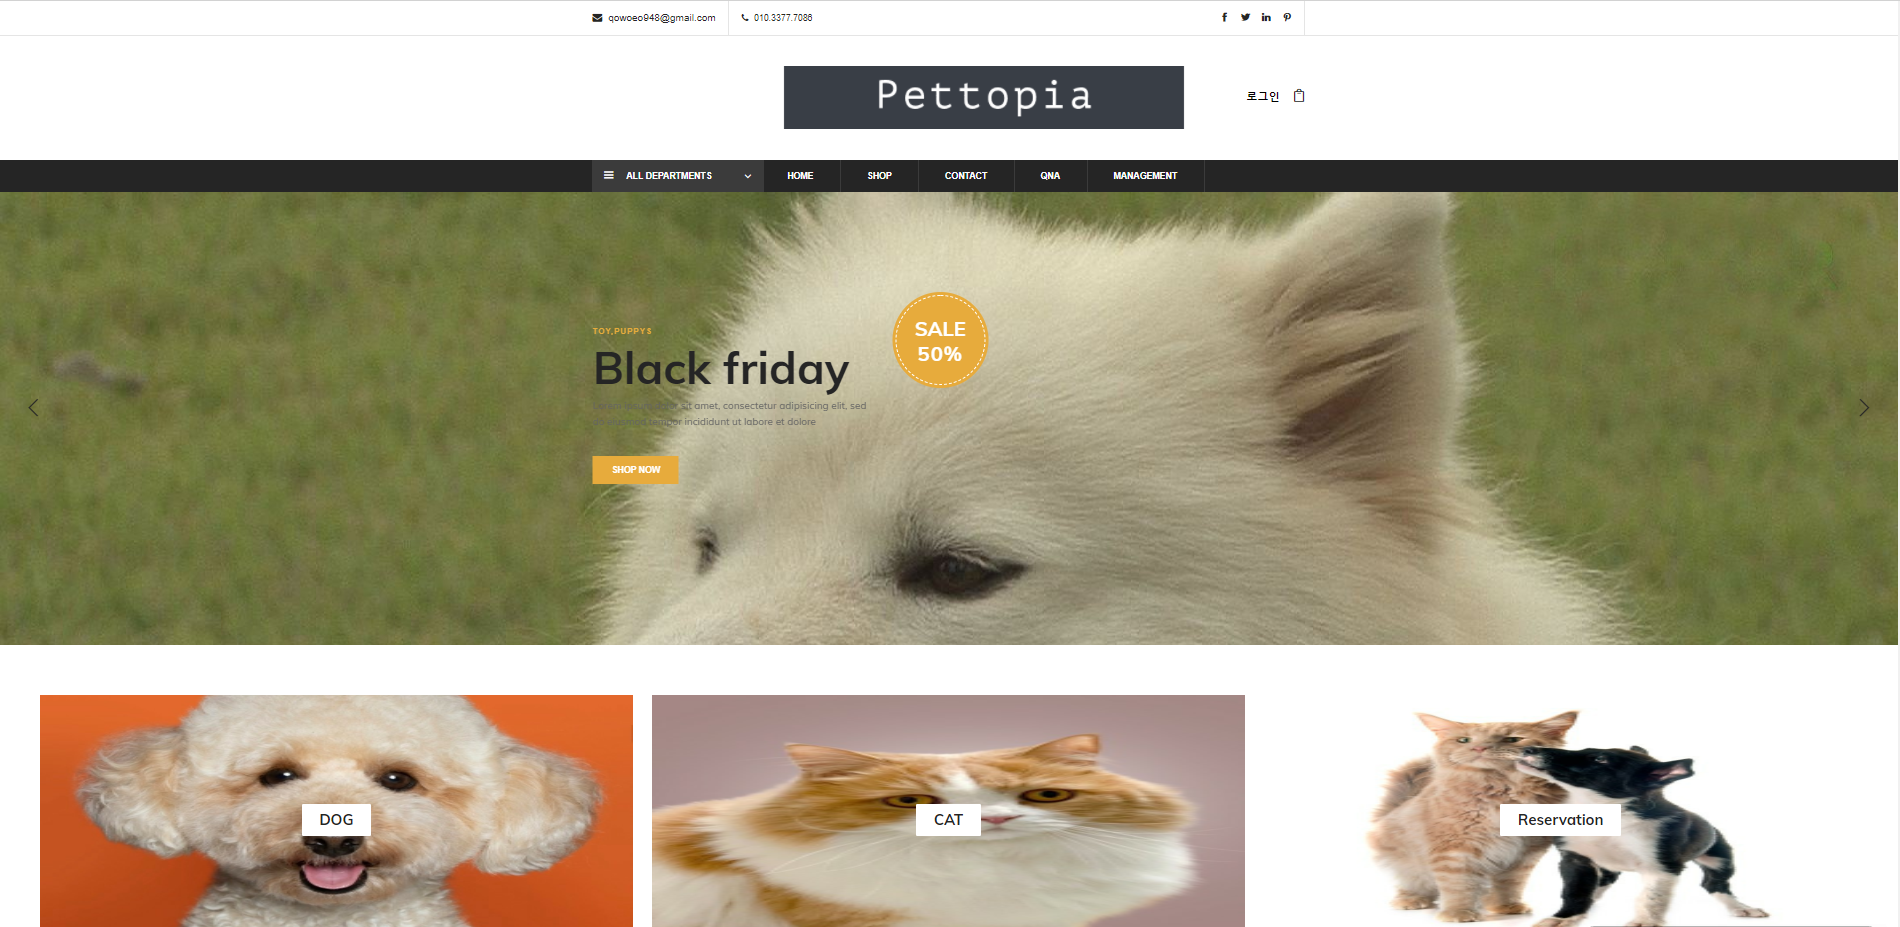 qowoeo948@gmail.com
010.3377.7086
Pettopia
로그인
ALL DEPARTMENTS
HOME
SHOP
CONTACT
QNA
MANAGEMENT
TOY,PUPPYS
Black friday
SALE
50%
sit amet, consectetur adipisicing elit, sed
tempor incididunt ut labore et dolore
SHOP NOW
DOG
CAT
Reservation